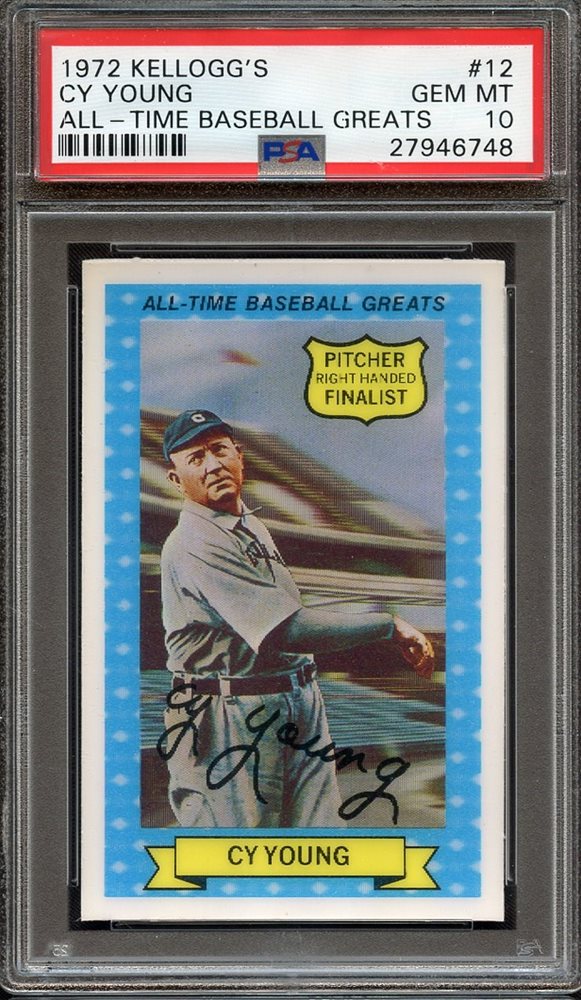 1972 KELLOGG'S #12
CY YOUNG GEM MT
ALL-TIME BASEBALL GREATS 10
PSA 27946748
ALL-TIME BASEBALL GREATS
PITCHER
RIGHT HANDED
FINALIST
C
cy young
CY YOUNG
PSA